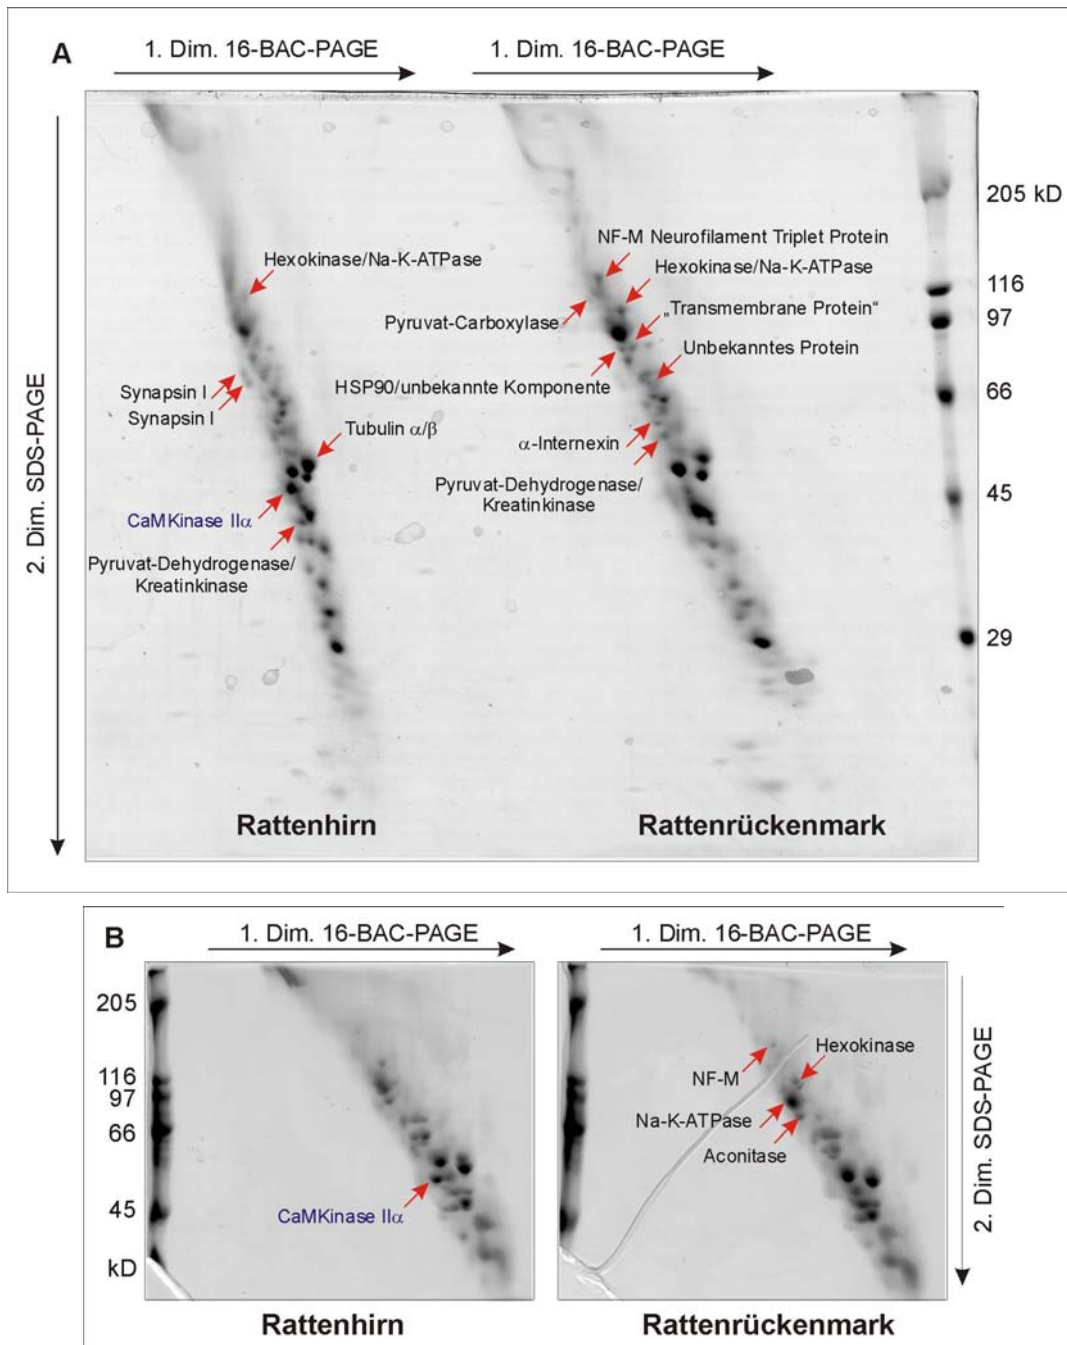 A
1. Dim. 16-BAC-PAGE
1. Dim. 16-BAC-PAGE
2. Dim. SDS-PAGE
205 kD
116
97
66
45
29
Hexokinase/Na-K-ATPase
Synapsin I
Synapsin I
Tubulin α/β
CaMKinase IIα
Pyruvat-Dehydrogenase/
Kreatinkinase
NF-M Neurofilament Triplet Protein
Hexokinase/Na-K-ATPase
Pyruvat-Carboxylase
„Transmembrane Protein“
Unbekanntes Protein
HSP90/unbekannte Komponente
α-Internexin
Pyruvat-Dehydrogenase/
Kreatinkinase
Rattenhirn
Rattenrückenmark
B
1. Dim. 16-BAC-PAGE
1. Dim. 16-BAC-PAGE
205
116
97
66
45
kD
CaMKinase IIα
Hexokinase
NF-M
Na-K-ATPase
Aconitase
2. Dim. SDS-PAGE
Rattenhirn
Rattenrückenmark